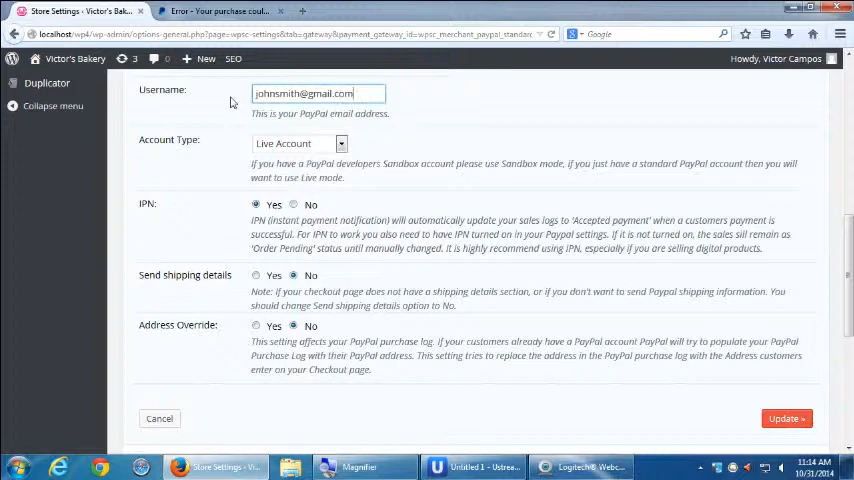 Store Settings ‹ Victor's Bak...
Error - Your purchase coul...
localhost/wp4/wp-admin/options-general.php?page=wpsc-settings&tab=gateway&payment_gateway_id=wpsc_merchant_paypal_standard
Google
Victor's Bakery
3
0
New
SEO
Howdy, Victor Campos
Duplicator
Collapse menu
Username:
johnsmith@gmail.com
This is your PayPal email address.
Account Type:
Live Account
If you have a PayPal developers Sandbox account please use Sandbox mode, if you just have a standard PayPal account then you will
want to use Live mode.
IPN:
Yes
No
IPN (instant payment notification) will automatically update your sales logs to 'Accepted payment' when a customers payment is
successful. For IPN to work you also need to have IPN turned on in your Paypal settings. If it is not turned on, the sales sill remain as
'Order Pending' status until manually changed. It is highly recommend using IPN, especially if you are selling digital products.
Send shipping details
Yes
No
Note: If your checkout page does not have a shipping details section, or if you don't want to send Paypal shipping information. You
should change Send shipping details option to No.
Address Override:
Yes
No
This setting affects your PayPal purchase log. If your customers already have a PayPal account PayPal will try to populate your PayPal
Purchase Log with their PayPal address. This setting tries to replace the address in the PayPal purchase log with the Address customers
enter on your Checkout page.
Cancel
Update »
Store Settings ‹ Vi...
Magnifier
Untitled 1 - Ustrea...
Logitech® Webc...
11:14 AM
10/31/2014